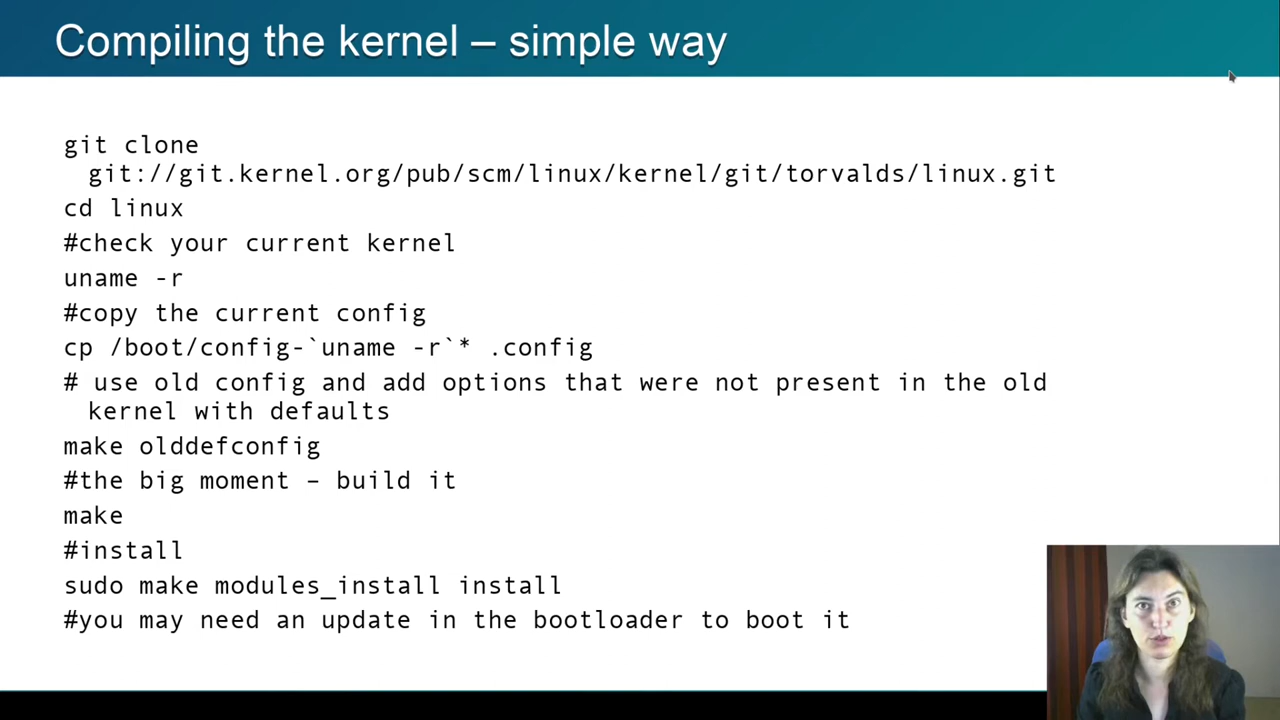 Compiling the kernel – simple way
git clone
git://git.kernel.org/pub/scm/linux/kernel/git/torvalds/linux.git
cd linux
#check your current kernel
uname -r
#copy the current config
cp /boot/config-`uname -r`* .config
# use old config and add options that were not present in the old
kernel with defaults
make olddefconfig
#the big moment – build it
make
#install
sudo make modules_install install
#you may need an update in the bootloader to boot it